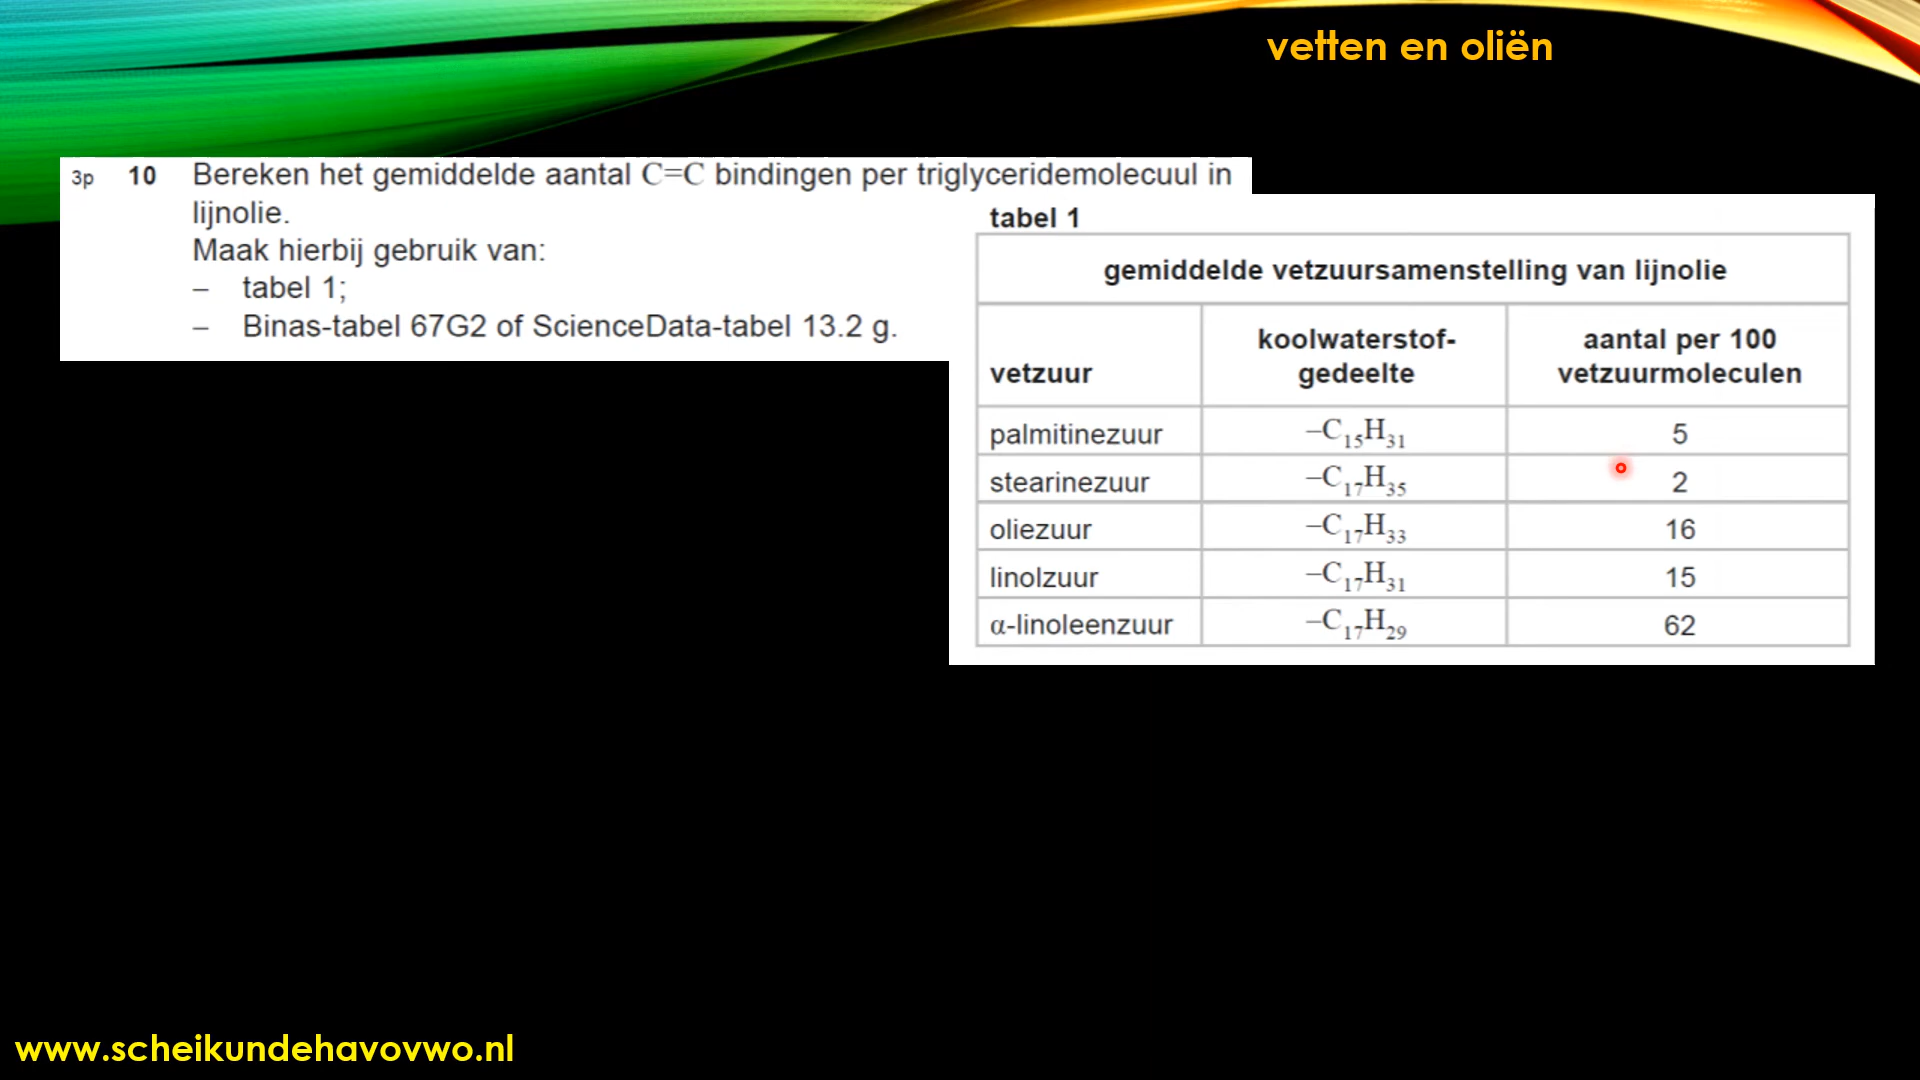 vetten en oliën
3p 10 Bereken het gemiddelde aantal C=C bindingen per triglyceridemolecuul in
lijnolie.
Maak hierbij gebruik van:
– tabel 1;
– Binas-tabel 67G2 of ScienceData-tabel 13.2 g.
tabel 1
gemiddelde vetzuursamenstelling van lijnolie
vetzuur koolwaterstof-gedeelte aantal per 100 vetzuurmoleculen
palmitinezuur –C₁₅H₃₁ 5
stearinezuur –C₁₇H₃₅ 2
oliezuur –C₁₇H₃₃ 16
linolzuur –C₁₇H₃₁ 15
α-linoleenzuur –C₁₇H₂₉ 62
www.scheikundehavovwo.nl